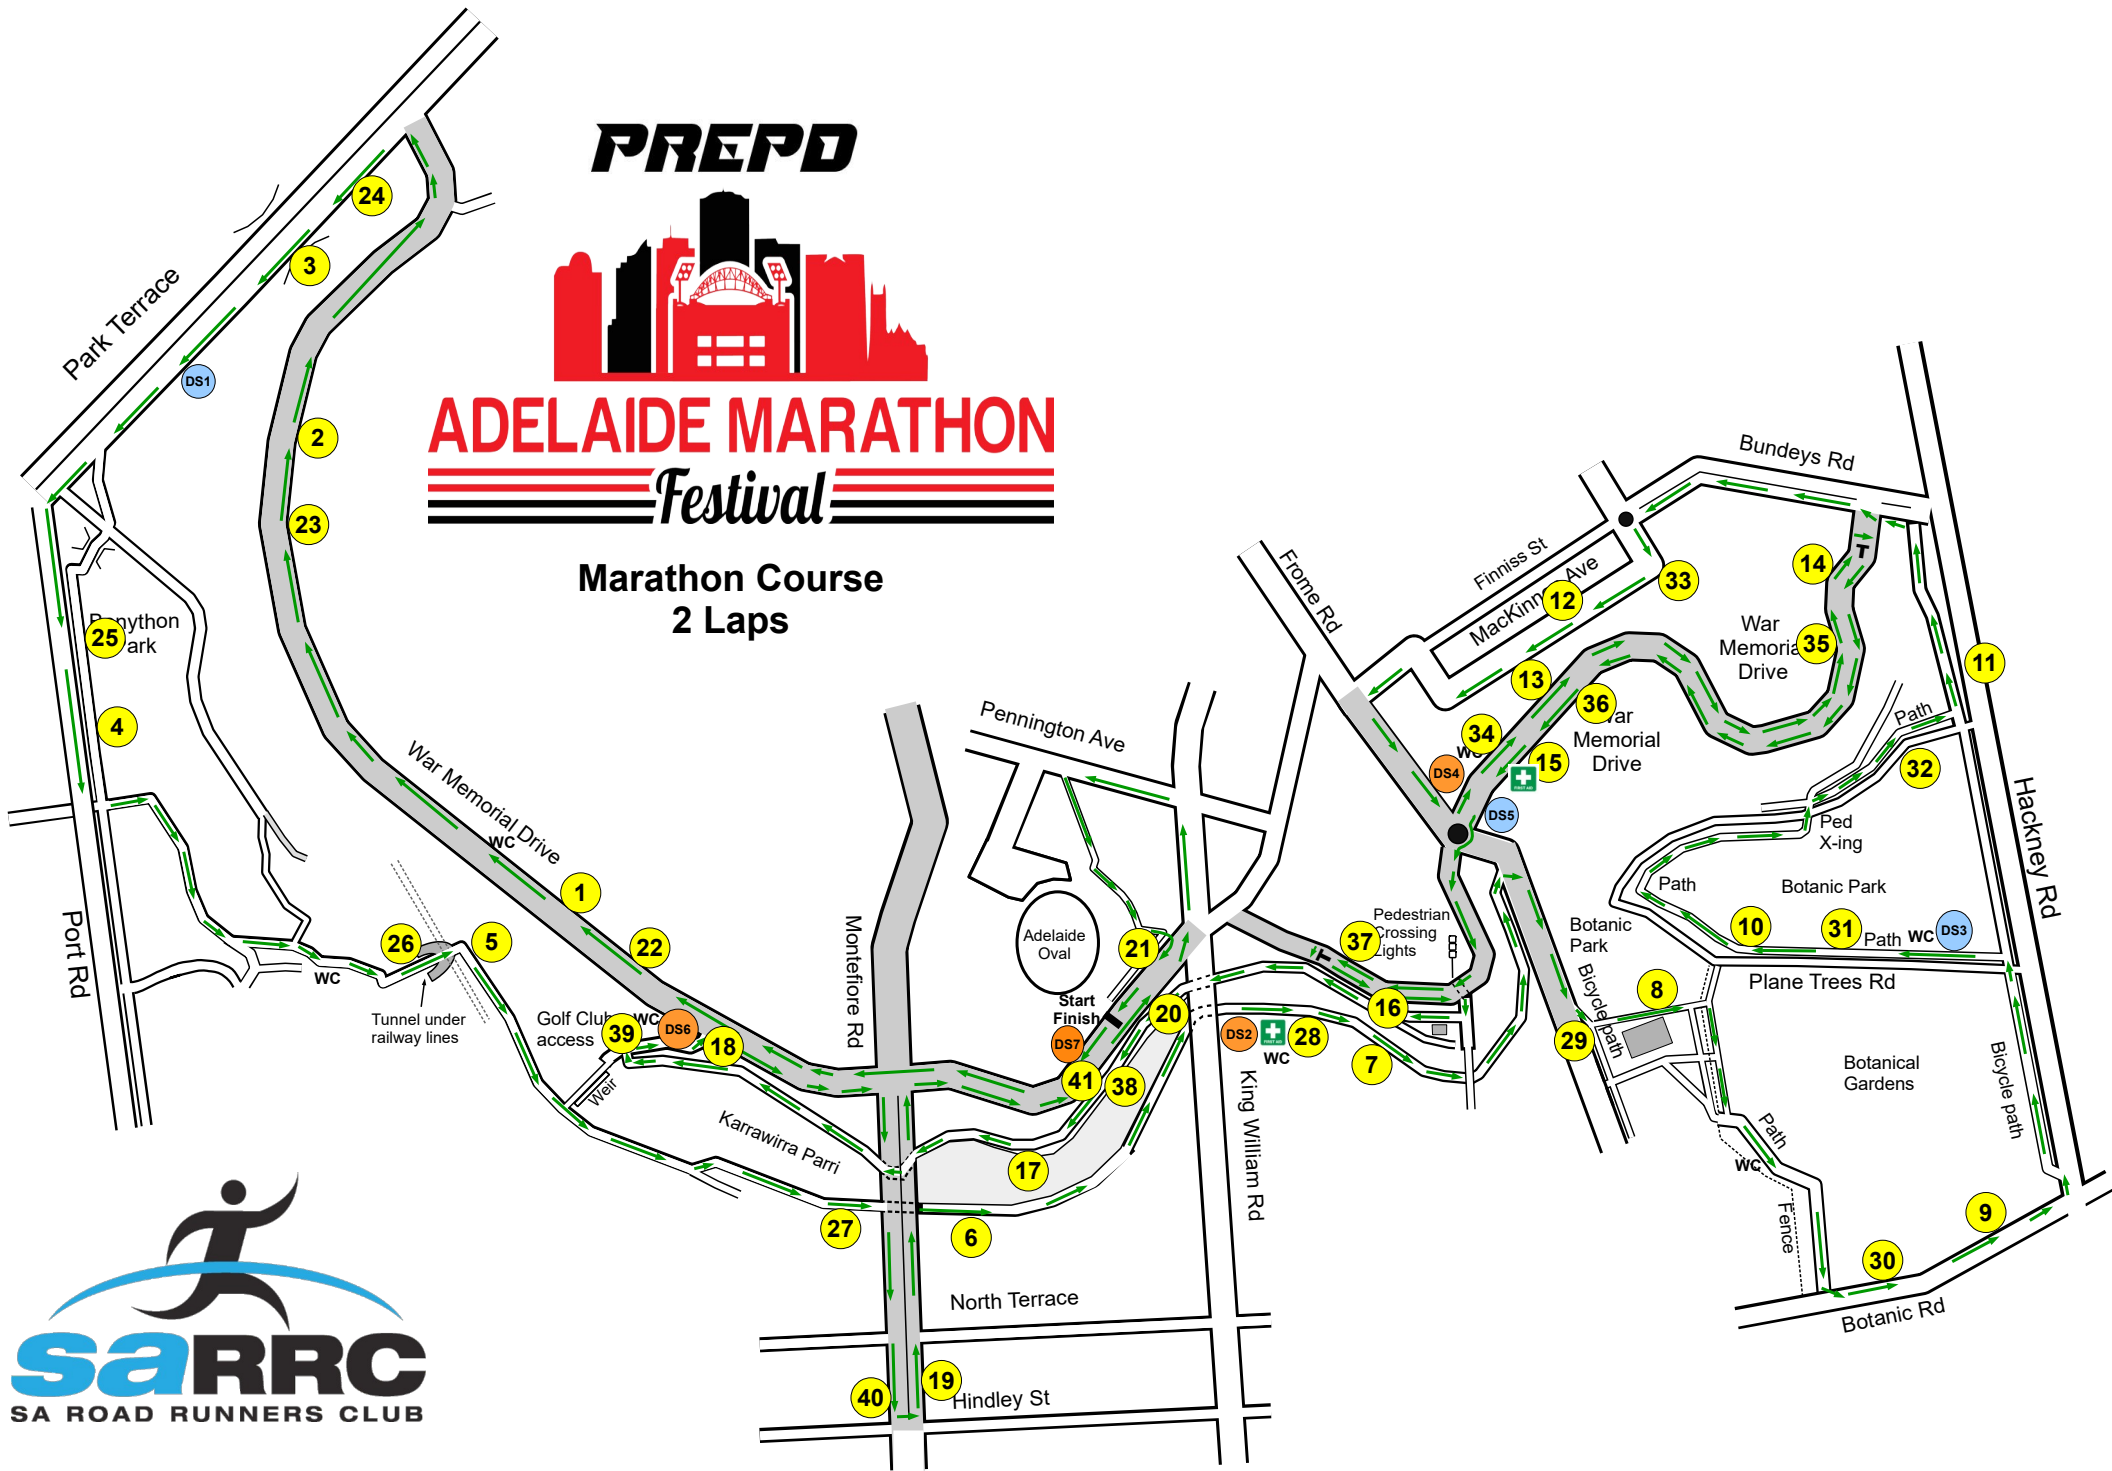 PREPD
ADELAIDE MARATHON
Festival
Marathon Course
2 Laps
Park Terrace
24
3
DS1
2
23
25
Park
4
Port Rd
War Memorial Drive
WC
1
22
26
5
WC
Tunnel under
railway lines
Golf Club
access
WC
39
DS6
18
Weir
Karrawirra Parri
27
6
17
Montefiore Rd
Pennington Ave
Adelaide
Oval
21
Start
Finish
DS7
20
41
38
North Terrace
19
40
Hindley St
King William Rd
DS2
FIRST AID
28
WC
7
37
Pedestrian
Crossing
Lights
16
Frome Rd
Finniss St
MacKinnon Ave
12
33
13
34
WC
DS4
36
War
Memorial
Drive
15
FIRST AID
DS5
Bundeys Rd
14
35
War
Memorial
Drive
11
Path
32
Ped
X-ing
Path
Botanic Park
10
31
Path
WC
DS3
Plane Trees Rd
Botanic
Park
Bicycle path
8
29
Botanical
Gardens
Bicycle path
Path
WC
Fence
9
30
Botanic Rd
Hackney Rd
saRRC
SA ROAD RUNNERS CLUB